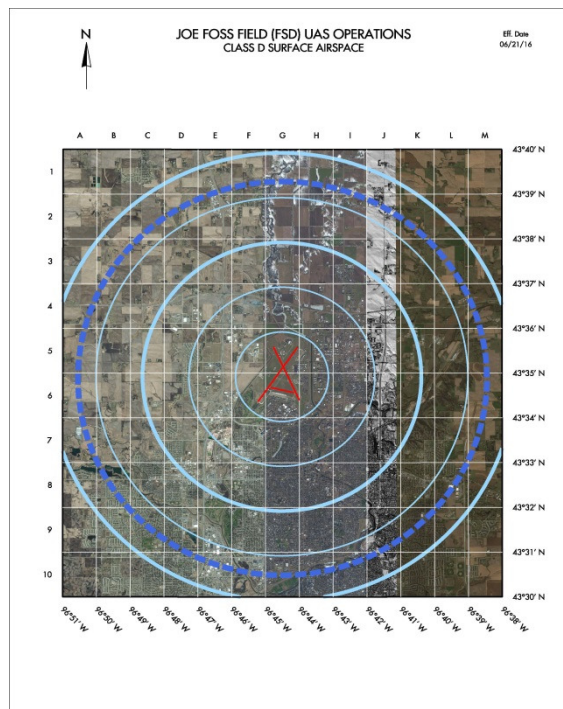 N
JOE FOSS FIELD (FSD) UAS OPERATIONS
CLASS D SURFACE AIRSPACE
Eff. Date
06/21/16
A B C D E F G H I J K L M
43°40' N
1
43°39' N
2
43°38' N
3
43°37' N
4
43°36' N
5
43°35' N
6
43°34' N
7
43°33' N
8
43°32' N
9
43°31' N
10
43°30' N
96°51' W 96°50' W 96°49' W 96°48' W 96°47' W 96°46' W 96°45' W 96°44' W 96°43' W 96°42' W 96°41' W 96°40' W 96°39' W 96°38' W